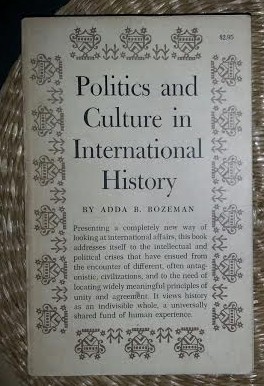 $2.95
Politics and
Culture in
International
History
BY ADDA B. BOZEMAN
Presenting a completely new way of
looking at international affairs, this book
addresses itself to the intellectual and
political crises that have ensued from
the encounter of different, often antag-
onistic, civilizations, and to the need of
locating widely meaningful principles of
unity and agreement. It views history
as an indivisible whole, a universally
shared fund of human experience.